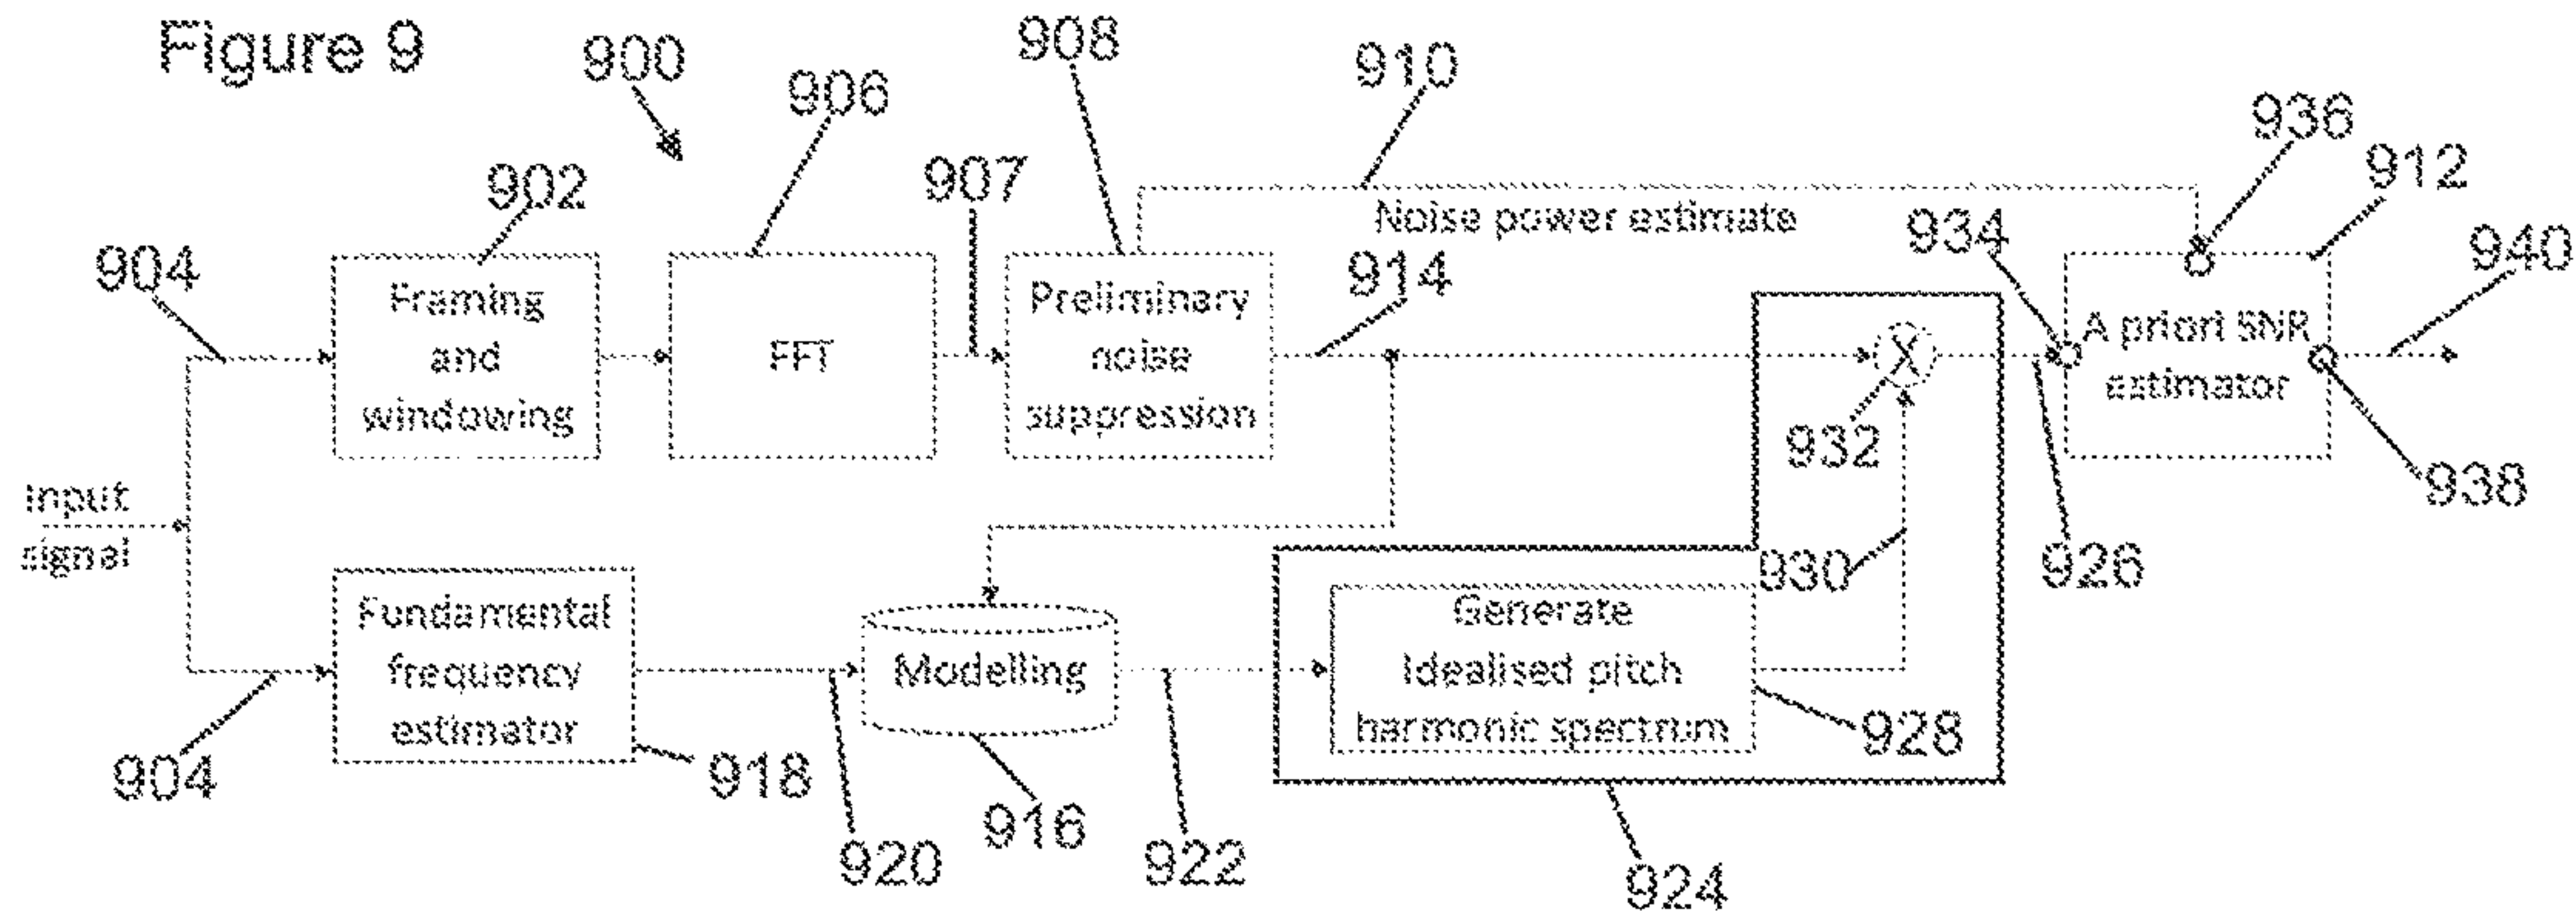 Figure 9
900
908
910
906
936
912
902
907
Noise power estimate
934
940
904
914
Framing
and
windowing
FFT
Preliminary
noise
suppression
A priori SNR
estimator
932
938
Input
signal
930
926
Fundamental
frequency
estimator
Modelling
Generate
Idealised pitch
harmonic spectrum
928
904
918
916
920
922
924
X